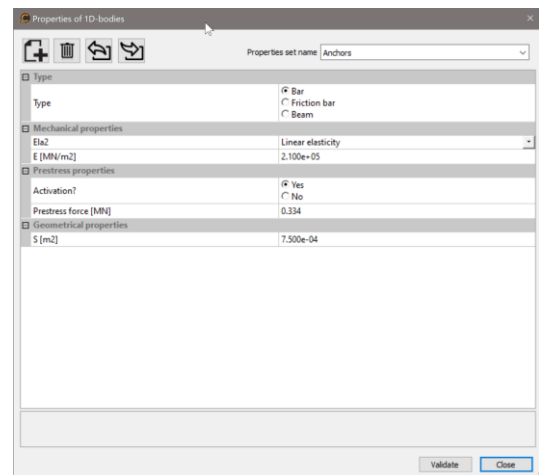 Properties of 1D-bodies
Properties set name Anchors
Type
Type
Bar
Friction bar
Beam
Mechanical properties
Ela2 Linear elasticity
E [MN/m2] 2.100e+05
Prestress properties
Activation?
Yes
No
Prestress force [MN] 0.334
Geometrical properties
S [m2] 7.500e-04
Validate Close